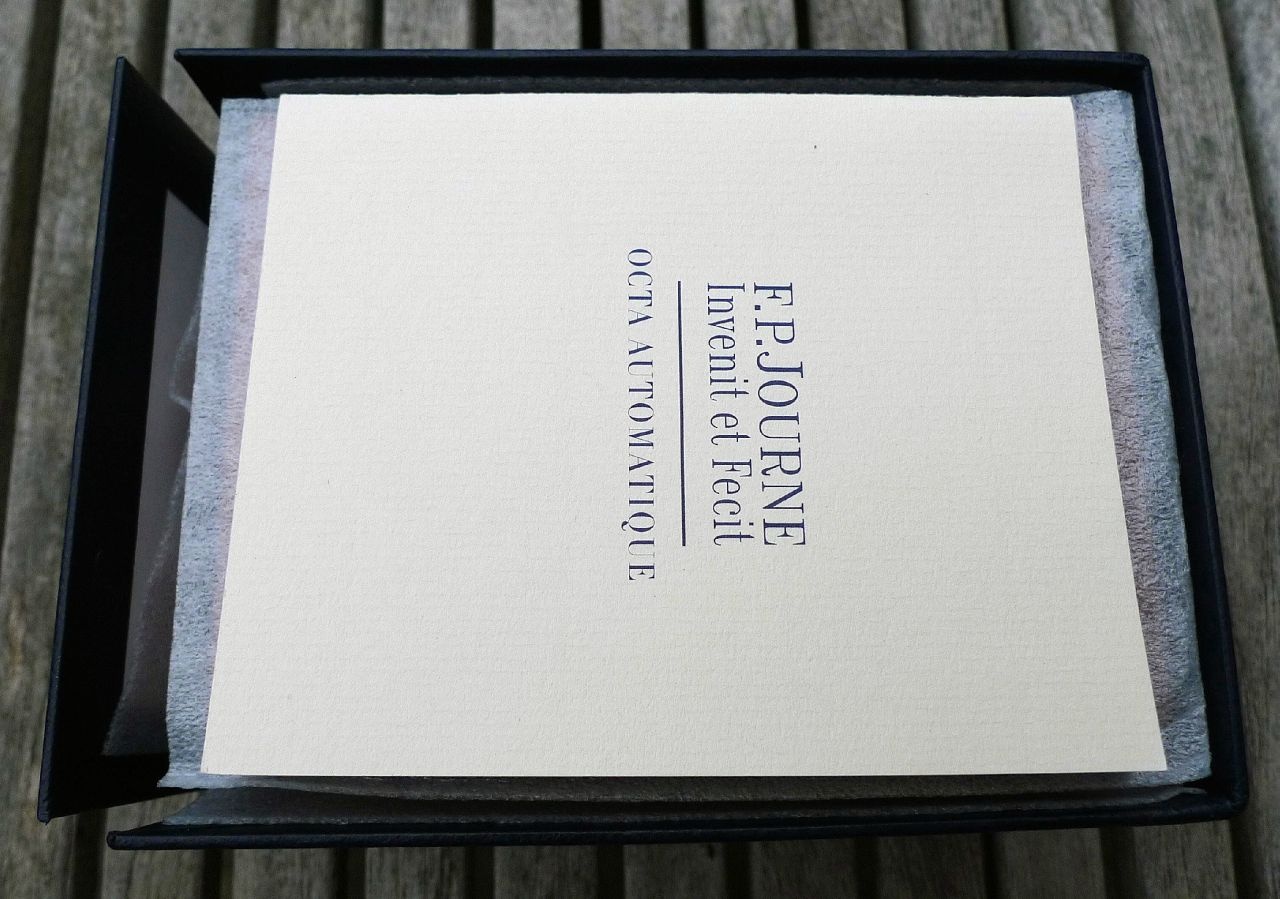 F.P.JOURNE
Invenit et Fecit
OCTA AUTOMATIQUE